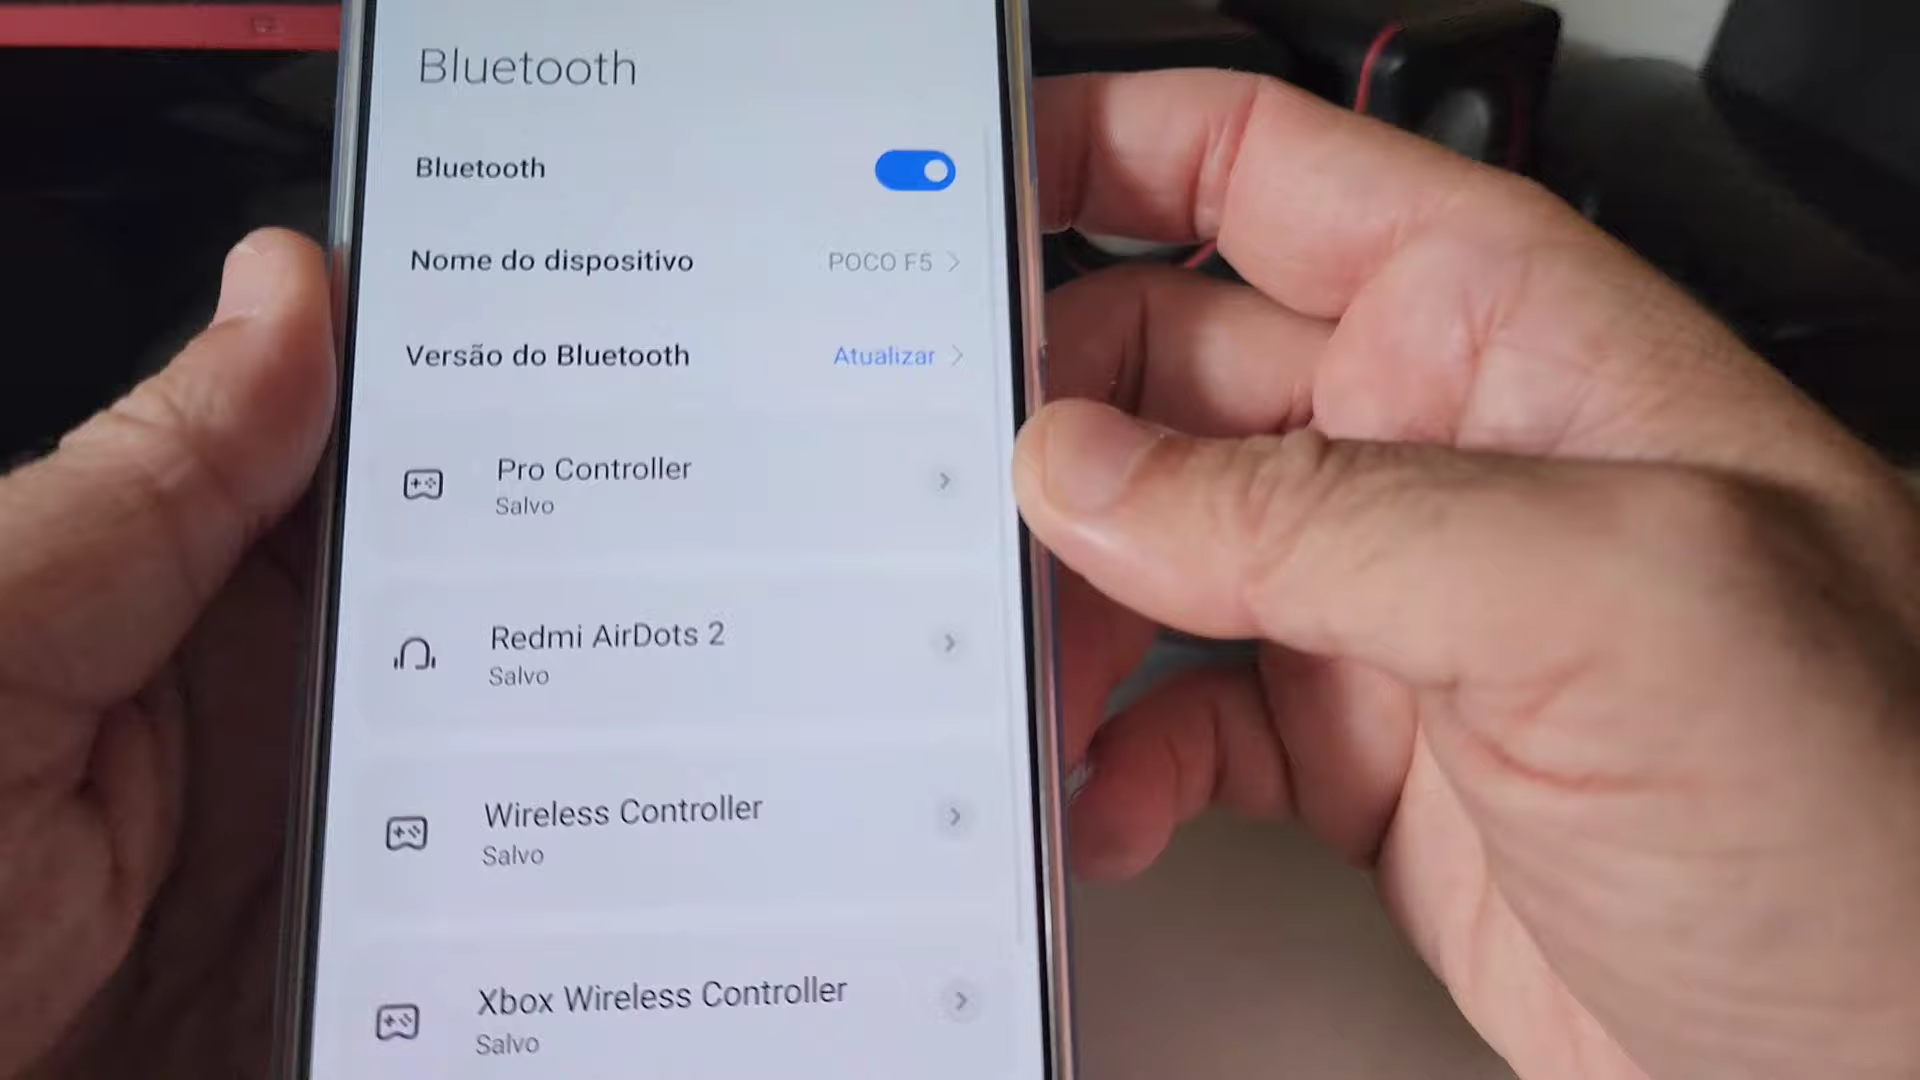 Bluetooth
Bluetooth
Nome do dispositivo POCO F5
Versão do Bluetooth Atualizar
Pro Controller
Salvo
Redmi AirDots 2
Salvo
Wireless Controller
Salvo
Xbox Wireless Controller
Salvo